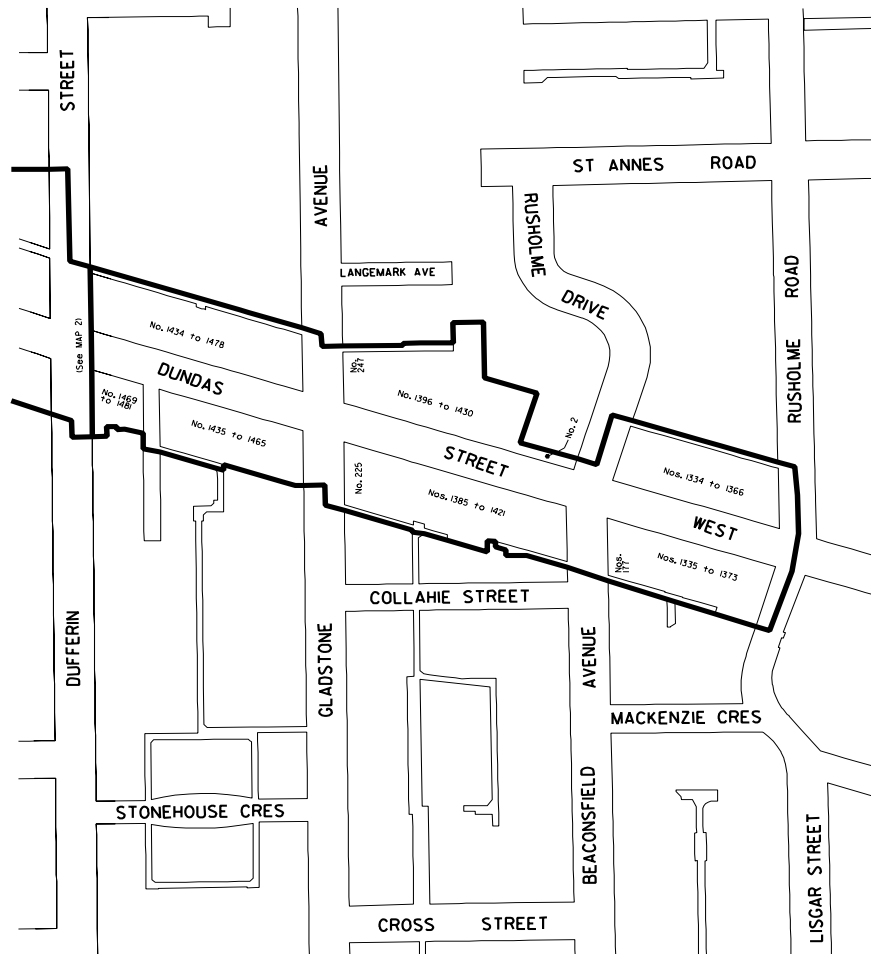 STREET
ST ANNES ROAD
AVENUE
RUSHOLME
DRIVE
LANGEMARK AVE
ROAD
RUSHOLME
(See MAP 2)
No. 1434 to 1478
No. 247
DUNDAS
No. 1469
to 1481
No. 1396 to 1430
No. 2
No. 1435 to 1465
STREET
No. 225
Nos. 1385 to 1421
Nos. 1334 to 1366
WEST
Nos. 1335 to 1373
Nos.
177
COLLAHIE STREET
DUFFERIN
GLADSTONE
AVENUE
MACKENZIE CRES
STONEHOUSE CRES
BEACONSFIELD
LISGAR STREET
CROSS STREET